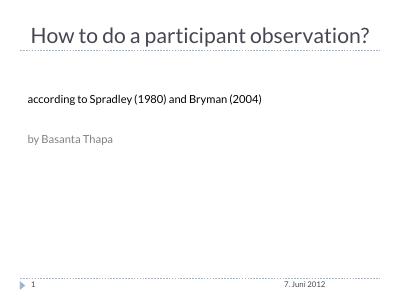 How to do a participant observation?
according to Spradley (1980) and Bryman (2004)
by Basanta Thapa
1
7. Juni 2012